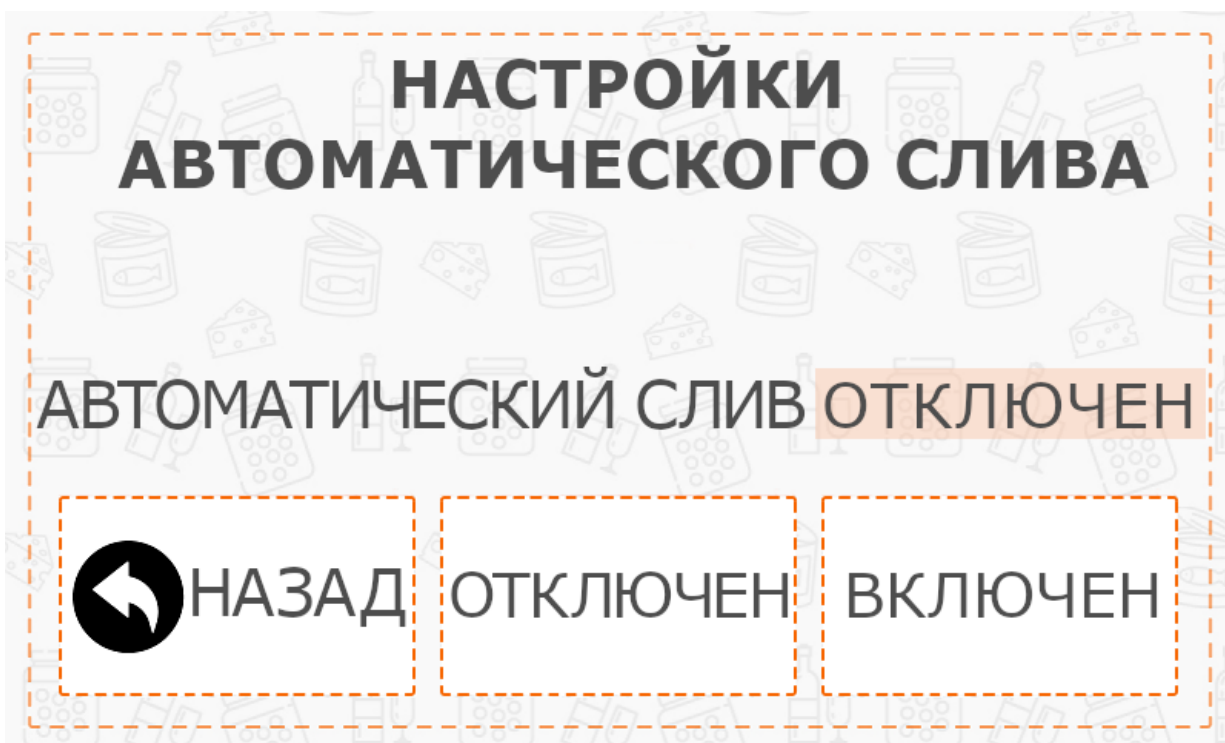 НАСТРОЙКИ
АВТОМАТИЧЕСКОГО СЛИВА
АВТОМАТИЧЕСКИЙ СЛИВ ОТКЛЮЧЕН
НАЗАД ОТКЛЮЧЕН ВКЛЮЧЕН